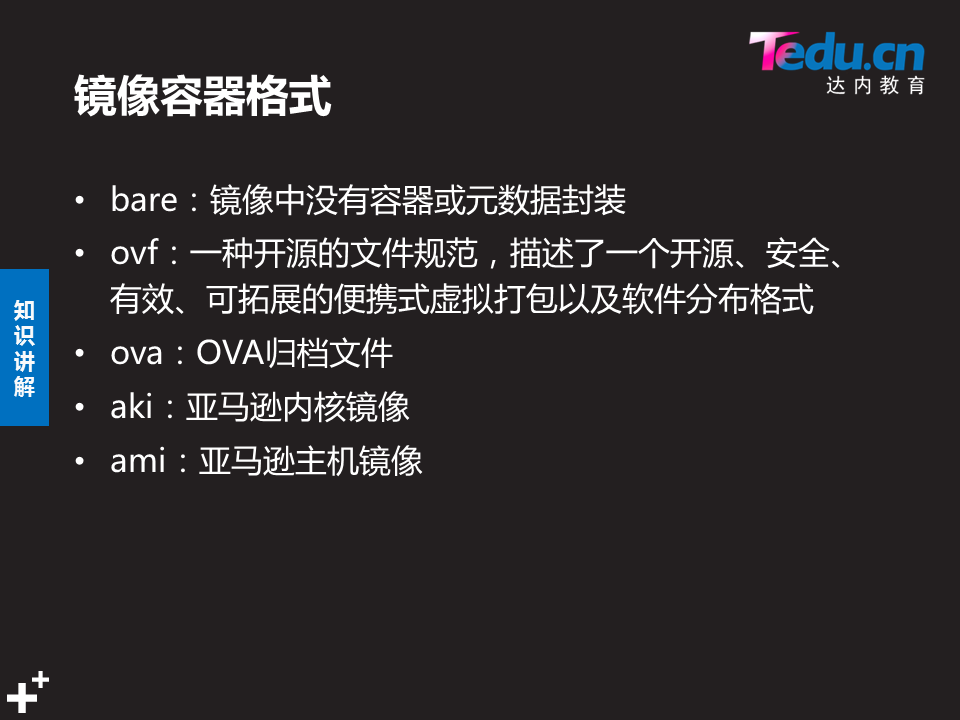 Tedu.cn
达内教育
镜像容器格式
• bare：镜像中没有容器或元数据封装
• ovf：一种开源的文件规范，描述了一个开源、安全、
有效、可拓展的便携式虚拟打包以及软件分布格式
• ova：OVA归档文件
• aki：亚马逊内核镜像
• ami：亚马逊主机镜像
知
识
讲
解